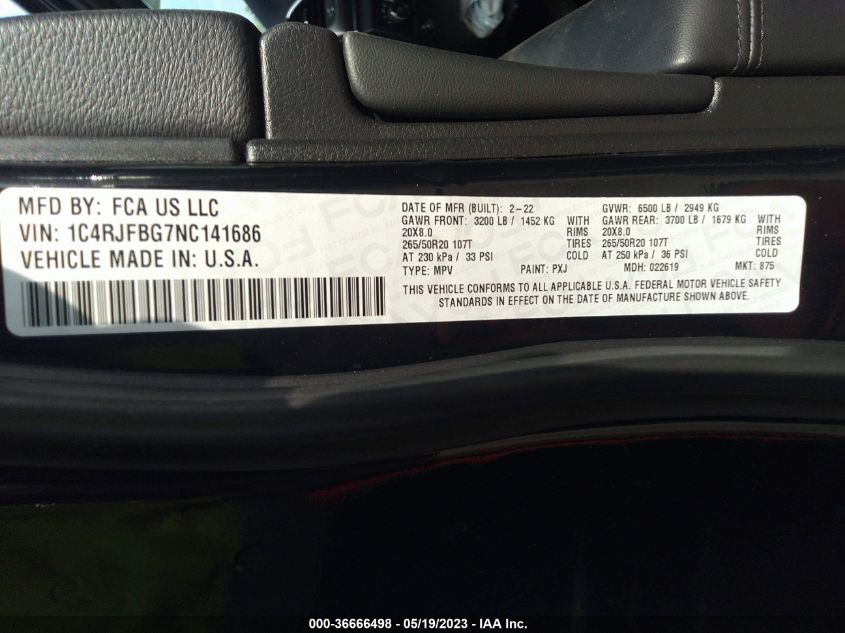 MFD BY: FCA US LLC
VIN: 1C4RJFBG7NC141686
VEHICLE MADE IN: U.S.A.
DATE OF MFR (BUILT): 2-22 GVWR: 6500 LB / 2949 KG
GAWR FRONT: 3200 LB / 1452 KG WITH GAWR REAR: 3700 LB / 1679 KG WITH
20X8.0 RIMS 20X8.0 RIMS
265/50R20 107T TIRES 265/50R20 107T TIRES
AT 230 kPa / 33 PSI COLD AT 250 kPa / 36 PSI COLD
TYPE: MPV PAINT: PXJ MDH: 022619 MKT: 875
THIS VEHICLE CONFORMS TO ALL APPLICABLE U.S.A. FEDERAL MOTOR VEHICLE SAFETY
STANDARDS IN EFFECT ON THE DATE OF MANUFACTURE SHOWN ABOVE.
000-36666498 - 05/19/2023 - IAA Inc.